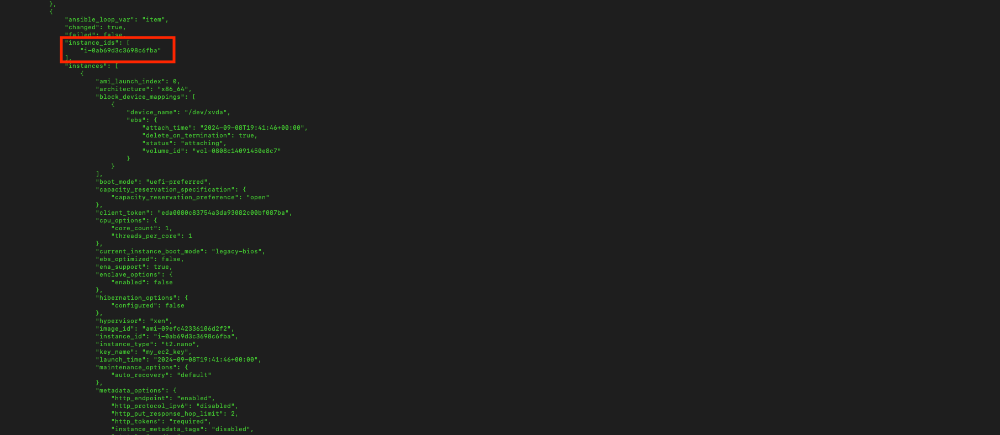 },
{
"ansible_loop_var": "item",
"changed": true,
"failed": false,
"instance_ids": [
"i-0ab69d3c3698c6fba"
],
"instances": [
{
"ami_launch_index": 0,
"architecture": "x86_64",
"block_device_mappings": [
{
"device_name": "/dev/xvda",
"ebs": {
"attach_time": "2024-09-08T19:41:46+00:00",
"delete_on_termination": true,
"status": "attaching",
"volume_id": "vol-0808c14091450e8c7"
}
}
],
"boot_mode": "uefi-preferred",
"capacity_reservation_specification": {
"capacity_reservation_preference": "open"
},
"client_token": "eda0080c83754a3da93082c00bf087ba",
"cpu_options": {
"core_count": 1,
"threads_per_core": 1
},
"current_instance_boot_mode": "legacy-bios",
"ebs_optimized": false,
"ena_support": true,
"enclave_options": {
"enabled": false
},
"hibernation_options": {
"configured": false
},
"hypervisor": "xen",
"image_id": "ami-09efc42336106d2f2",
"instance_id": "i-0ab69d3c3698c6fba",
"instance_type": "t2.nano",
"key_name": "my_ec2_key",
"launch_time": "2024-09-08T19:41:46+00:00",
"maintenance_options": {
"auto_recovery": "default"
},
"metadata_options": {
"http_endpoint": "enabled",
"http_protocol_ipv6": "disabled",
"http_put_response_hop_limit": 2,
"http_tokens": "required",
"instance_metadata_tags": "disabled",